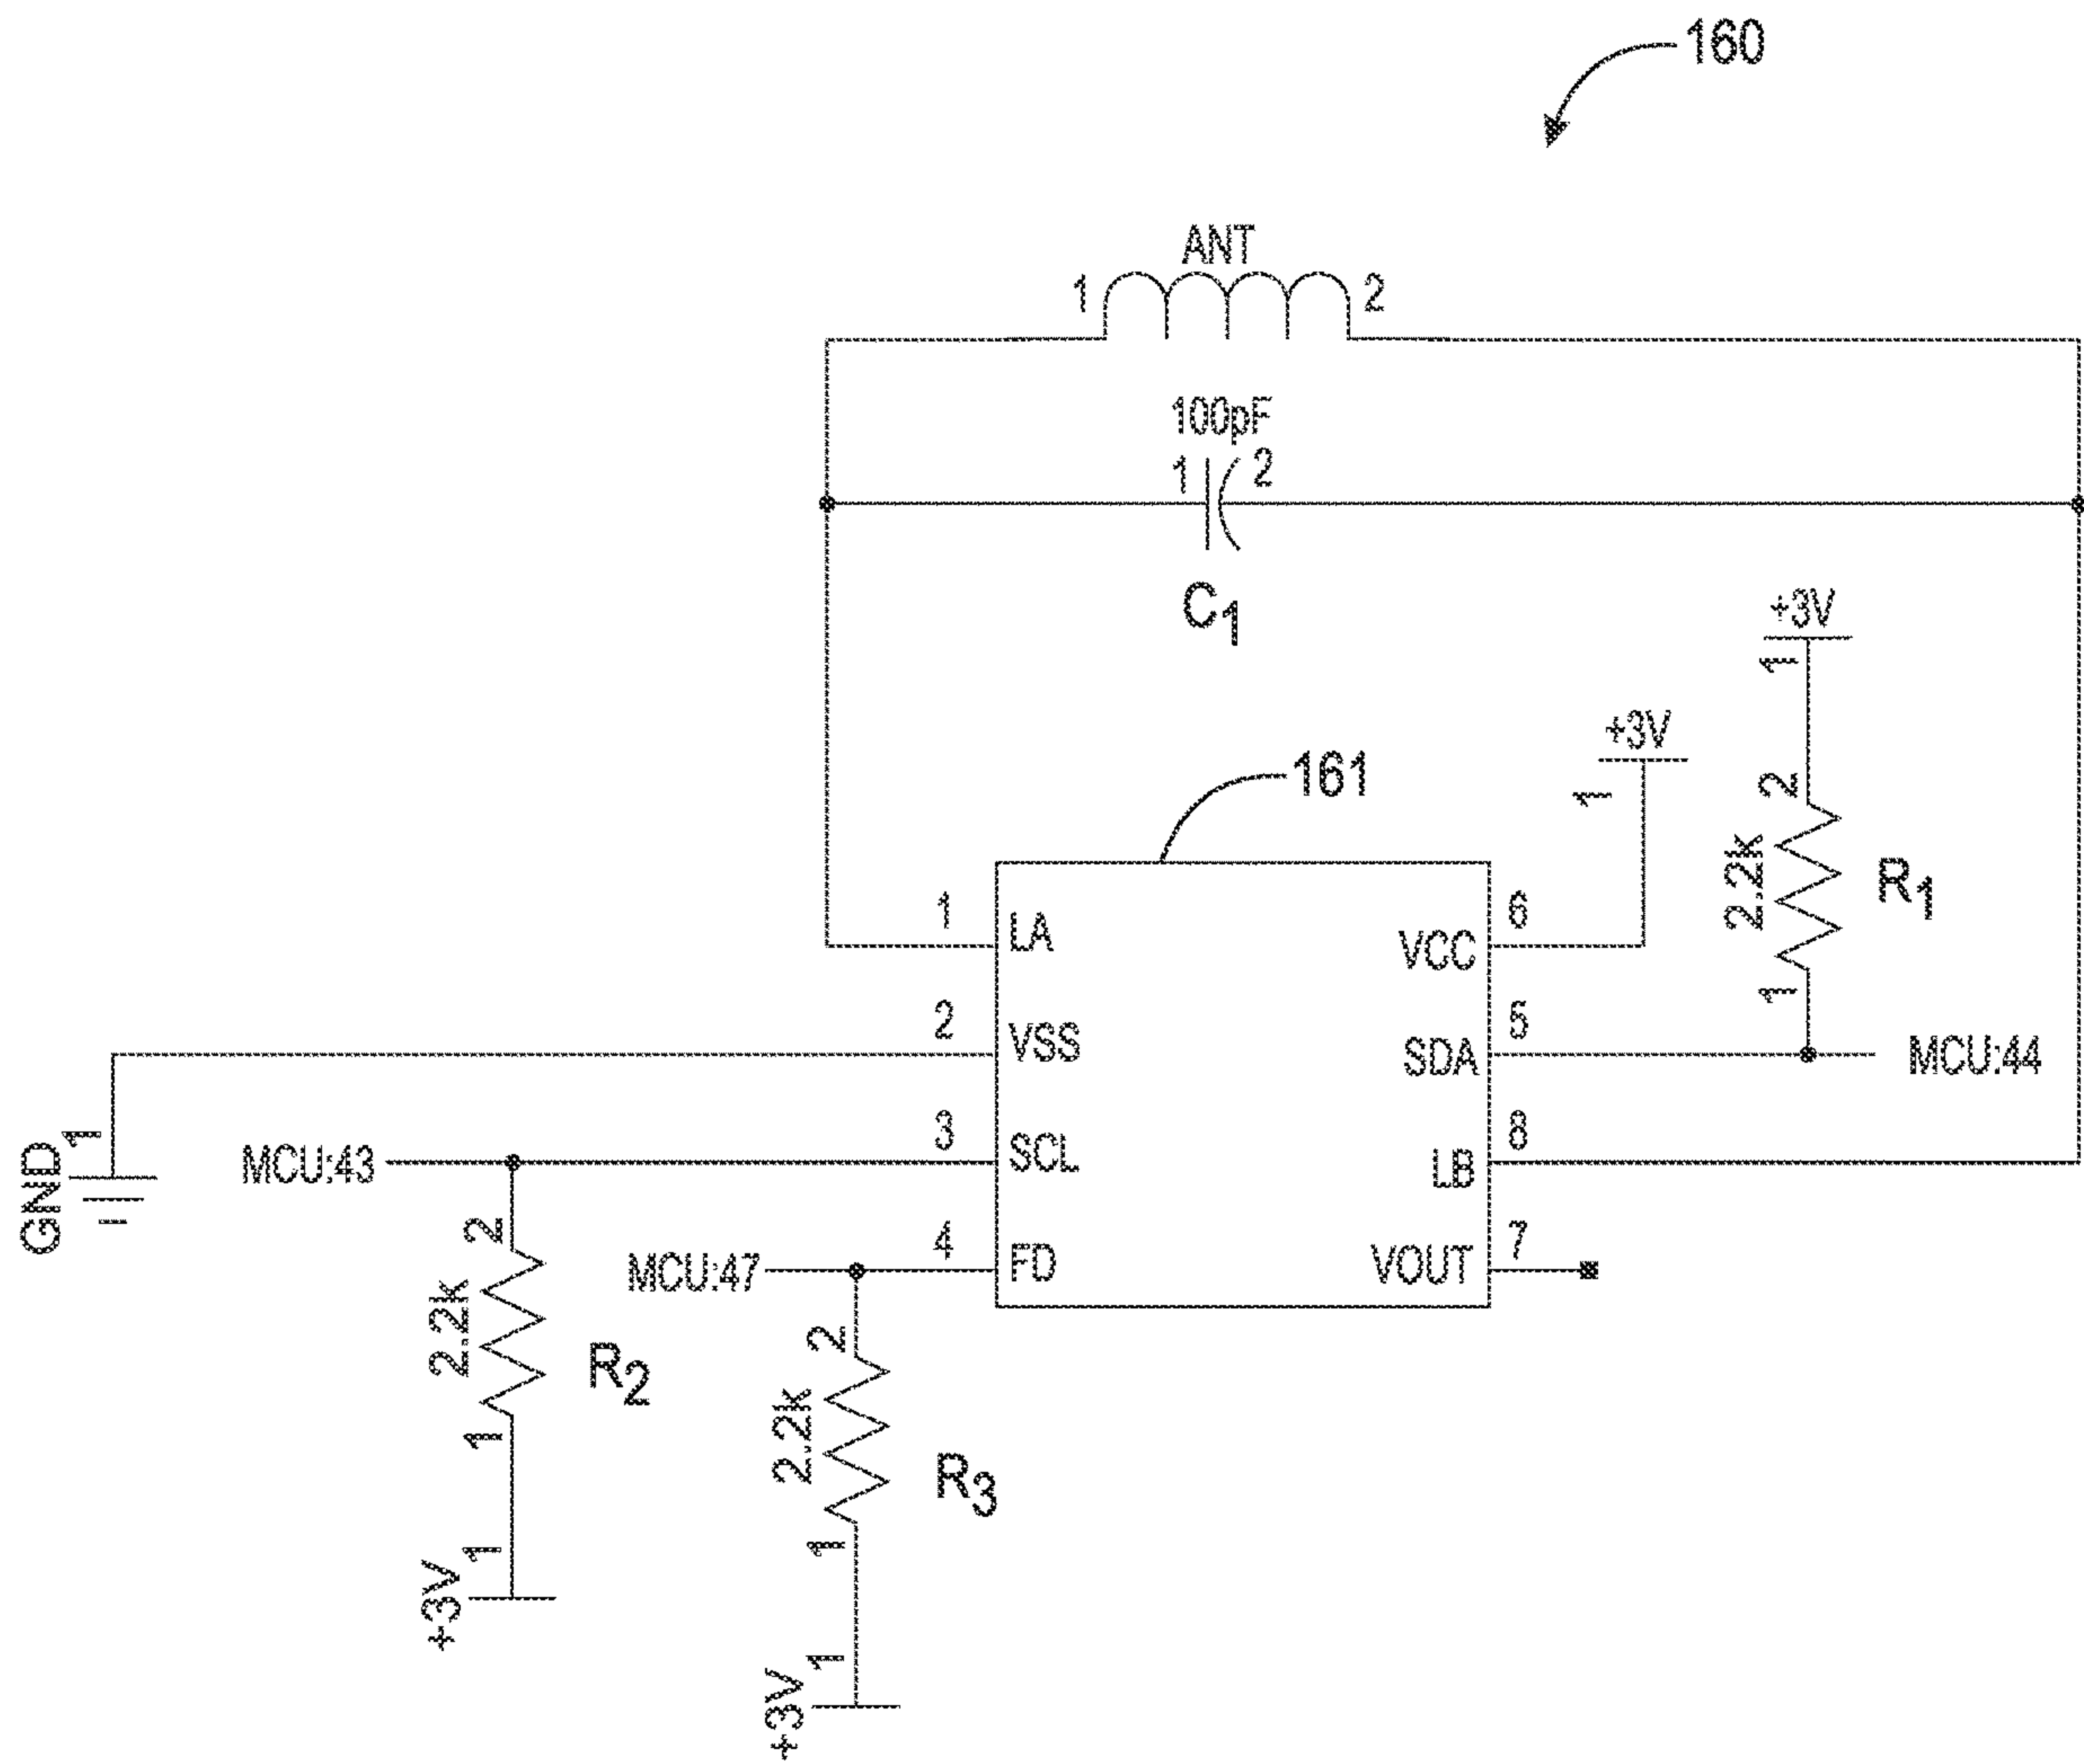 160
ANT
1 2
100pF
1 2
C1
+3V
1
+3V
1
161
2
2.2k
R1
1
1 LA
VCC 6
2 VSS
SDA 5
MCU:44
GND
1
MCU:43
3 SCL
LB 8
MCU:47
4 FD
VOUT 7
2
2.2k
R2
1
1
+3V
2
2.2k
R3
1
1
+3V